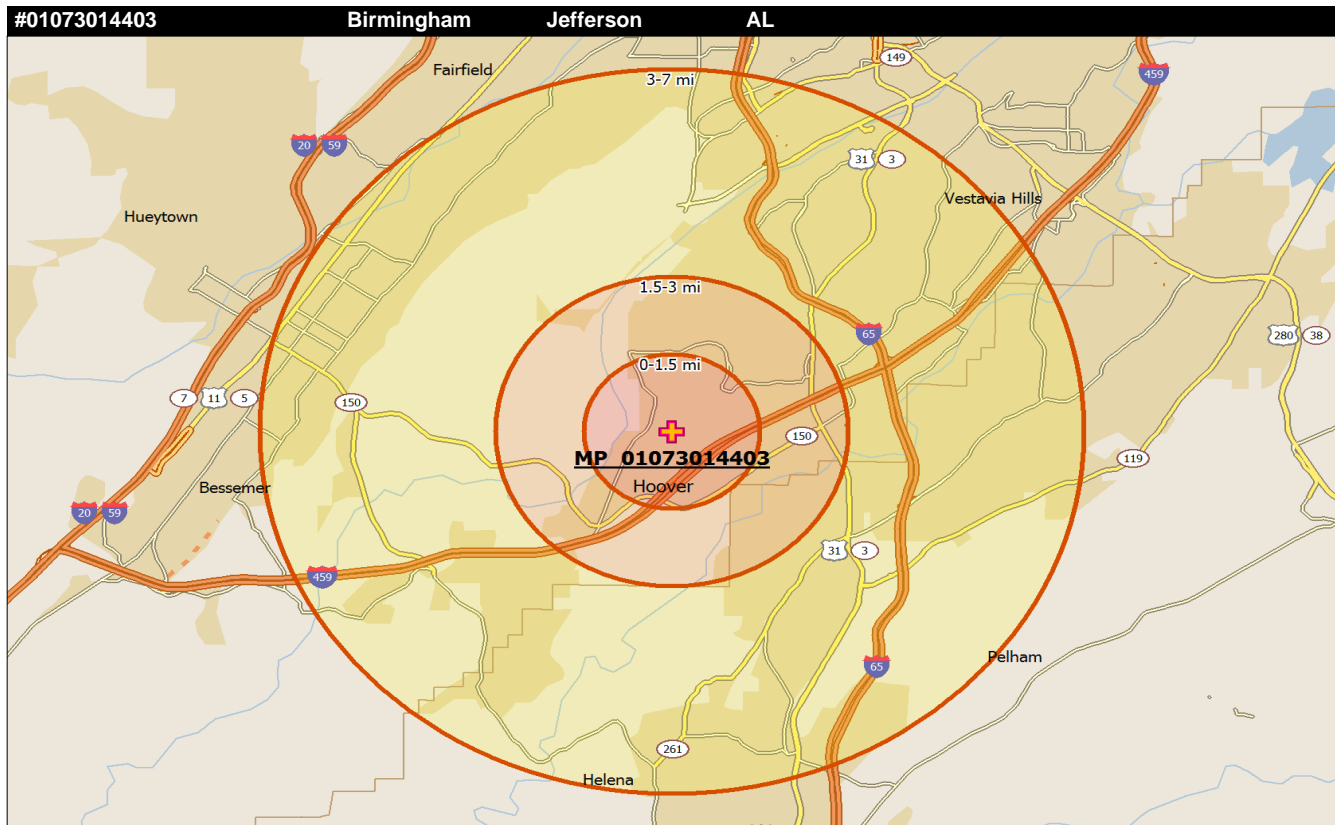 #01073014403 Birmingham Jefferson AL
149
Fairfield
459
3-7 mi
20 59
31 3
Vestavia Hills
Hueytown
1.5-3 mi
65
280 38
0-1.5 mi
7 11 5
150
150
MP 01073014403
119
Hoover
Bessemer
20 59
31 3
459
Pelham
65
261
Helena